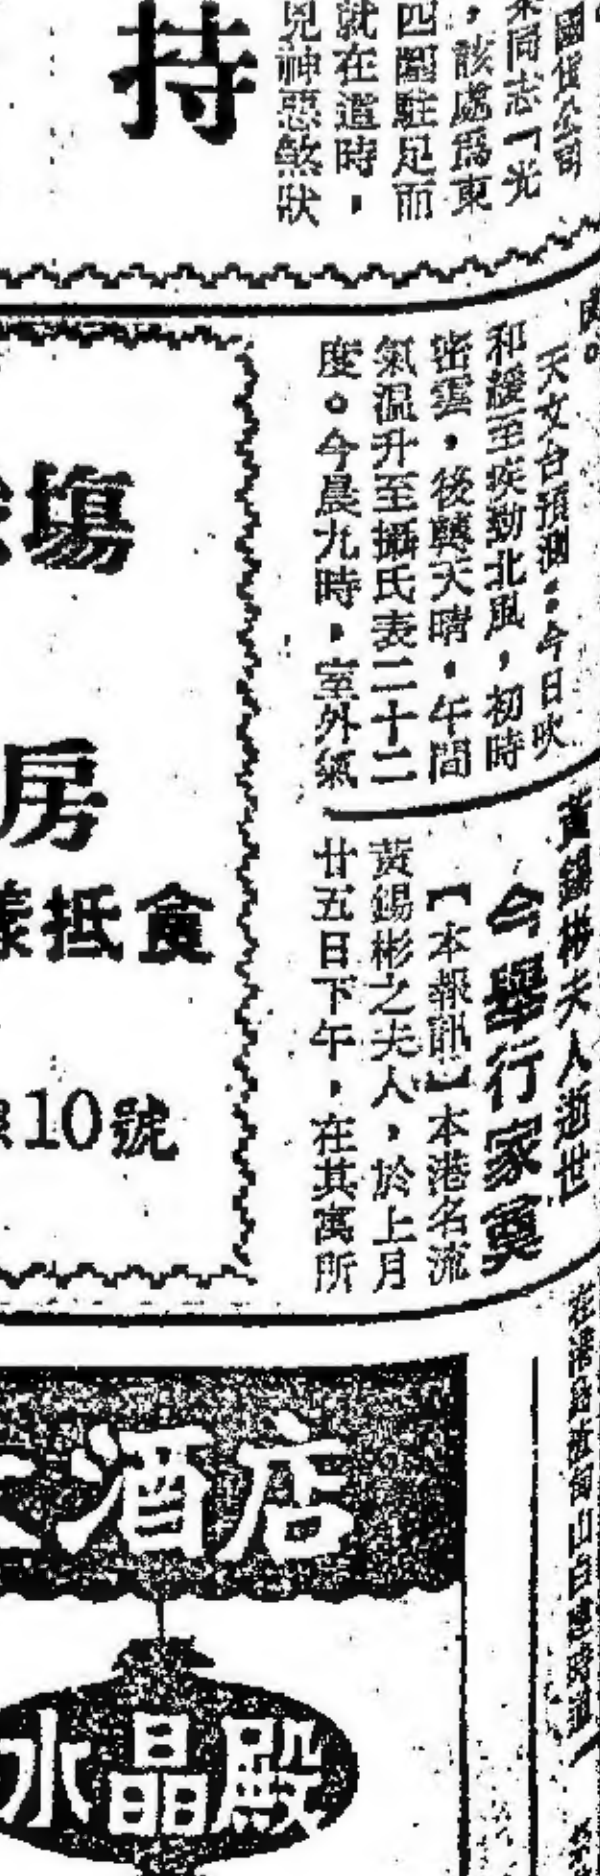 國貨公司
同志「光
，該處爲東
四圍駐足而
就在這時，
兇神惡煞狀
持
天文台預測：今日吹
和緩至疾勁北風，初時
密雲，後轉天晴，午間
氣温升至攝氏表二十二
度。今晨九時，室外氣
黃錫彬夫人逝世
今舉行家奠
【本報訊】本港名流
黃錫彬之夫人，於上月
廿五日下午，在其寓所
塲
房
抵食
10號
大酒店
水晶殿